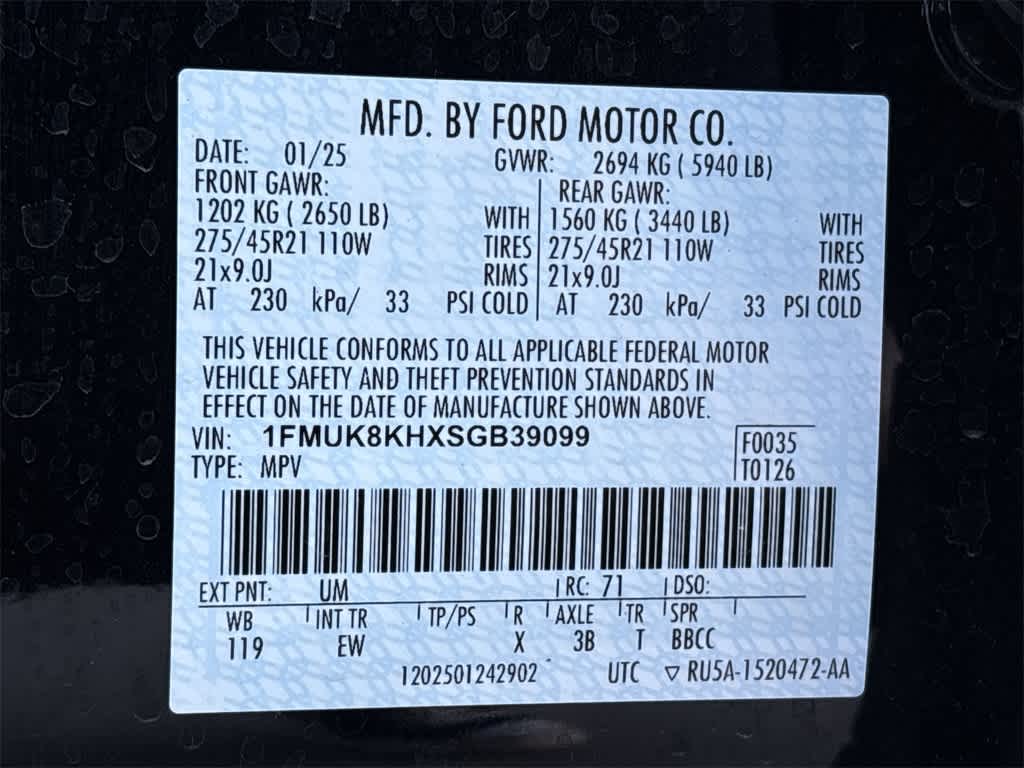 MFD. BY FORD MOTOR CO.
DATE: 01/25 GVWR: 2694 KG ( 5940 LB)
FRONT GAWR: REAR GAWR:
1202 KG ( 2650 LB) WITH 1560 KG ( 3440 LB) WITH
275/45R21 110W TIRES 275/45R21 110W TIRES
21x9.0J RIMS 21x9.0J RIMS
AT 230 kPa/ 33 PSI COLD AT 230 kPa/ 33 PSI COLD
THIS VEHICLE CONFORMS TO ALL APPLICABLE FEDERAL MOTOR
VEHICLE SAFETY AND THEFT PREVENTION STANDARDS IN
EFFECT ON THE DATE OF MANUFACTURE SHOWN ABOVE.
VIN: 1FMUK8KHXSGB39099 F0035
TYPE: MPV T0126
EXT PNT: UM RC: 71 DSO:
WB INT TR TP/PS R AXLE TR SPR
119 EW X 3B T BBCC
1202501242902 UTC ▽ RU5A-1520472-AA